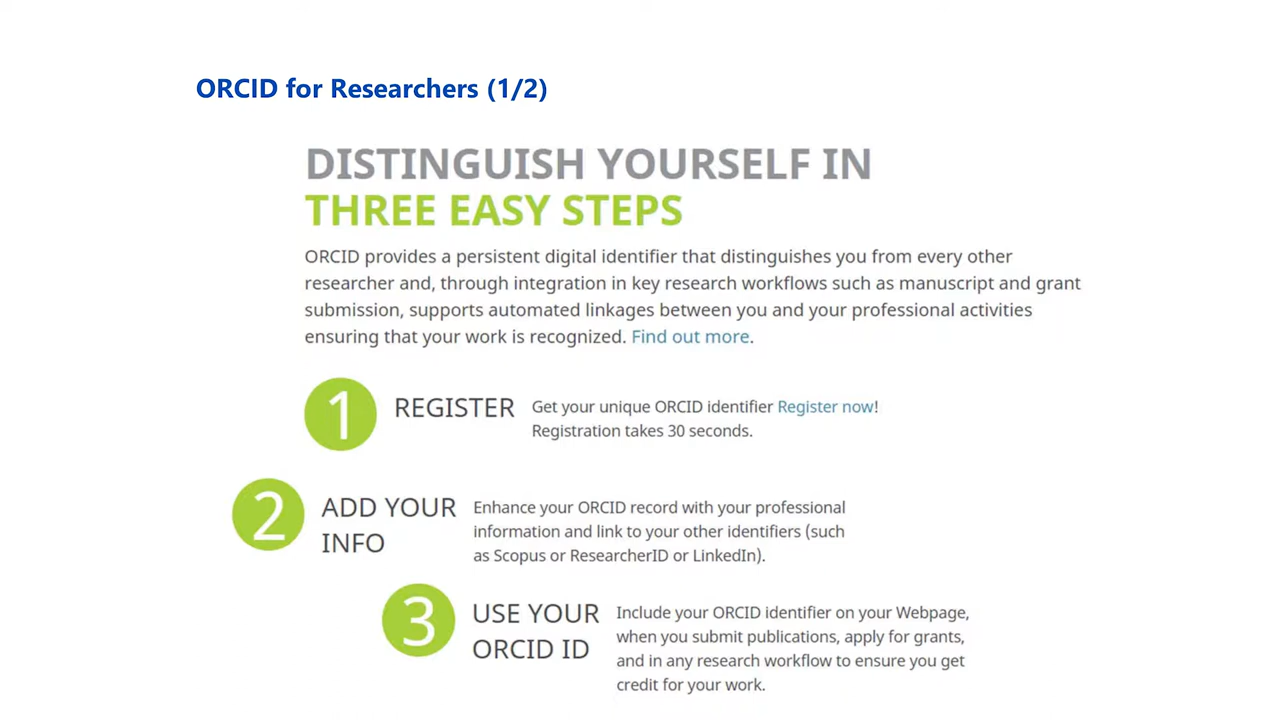 ORCID for Researchers (1/2)
DISTINGUISH YOURSELF IN
THREE EASY STEPS
ORCID provides a persistent digital identifier that distinguishes you from every other
researcher and, through integration in key research workflows such as manuscript and grant
submission, supports automated linkages between you and your professional activities
ensuring that your work is recognized. Find out more.
1
REGISTER
Get your unique ORCID identifier Register now!
Registration takes 30 seconds.
2
ADD YOUR
INFO
Enhance your ORCID record with your professional
information and link to your other identifiers (such
as Scopus or ResearcherID or LinkedIn).
3
USE YOUR
ORCID ID
Include your ORCID identifier on your Webpage,
when you submit publications, apply for grants,
and in any research workflow to ensure you get
credit for your work.